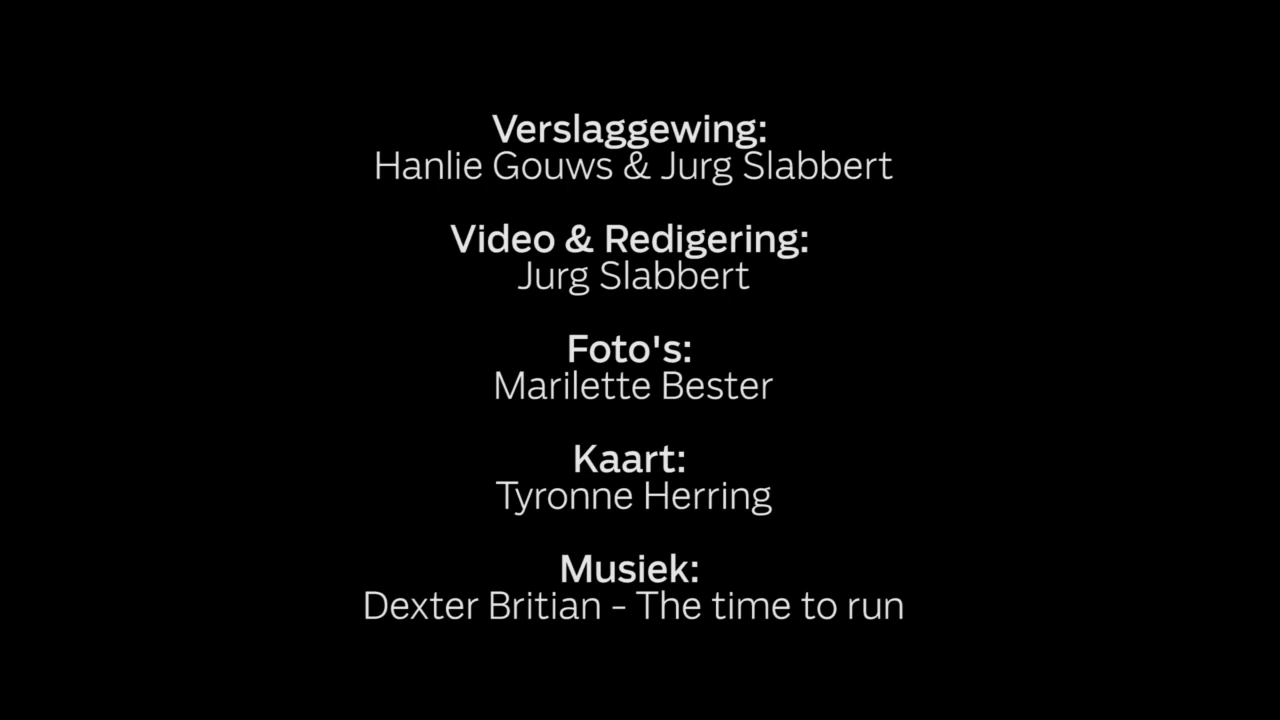 Verslaggewing:
Hanlie Gouws & Jurg Slabbert
Video & Redigering:
Jurg Slabbert
Foto's:
Marilette Bester
Kaart:
Tyronne Herring
Musiek:
Dexter Britian - The time to run